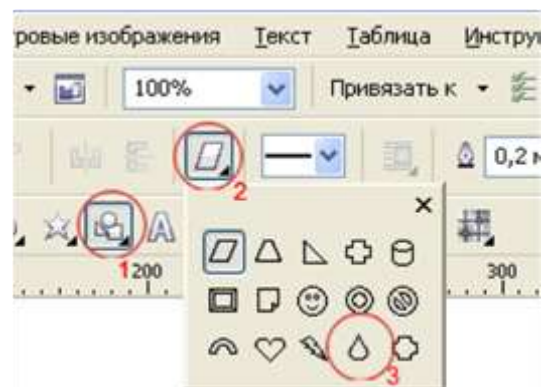 ровые изображения Текст Таблица Инстру
100% Привязать к
0,2 м
2
1
200 300
3